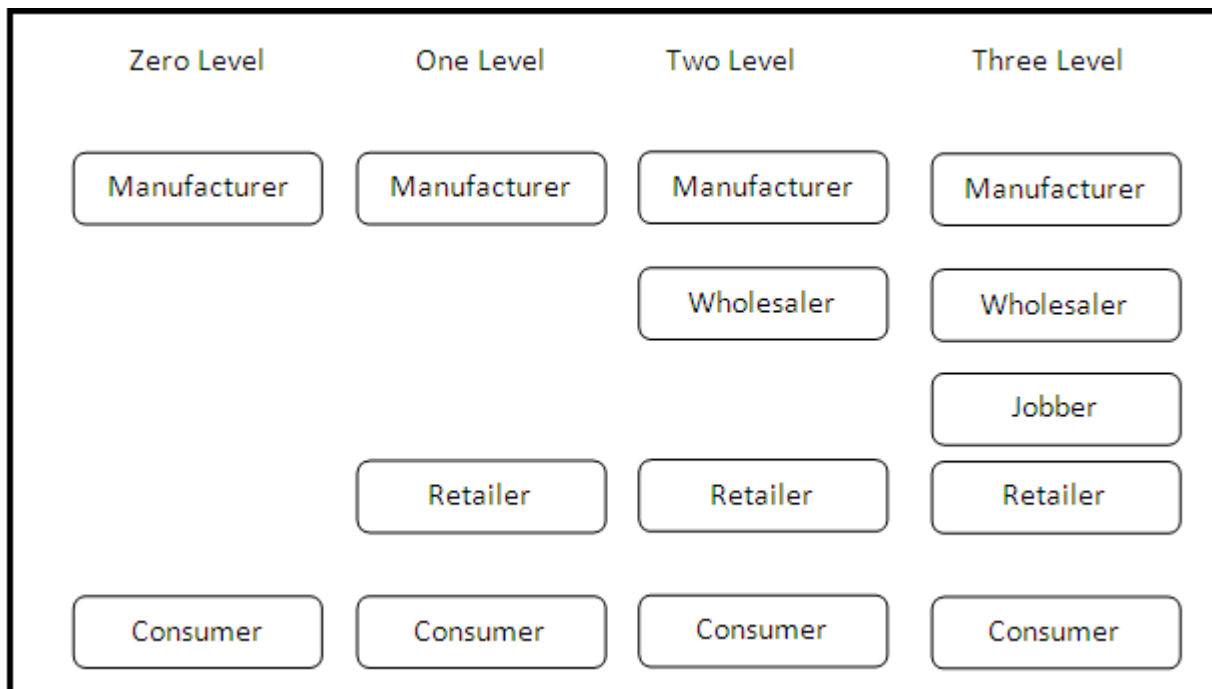 Zero Level One Level Two Level Three Level
Manufacturer Manufacturer Manufacturer Manufacturer
Wholesaler Wholesaler
Jobber
Retailer Retailer Retailer
Consumer Consumer Consumer Consumer